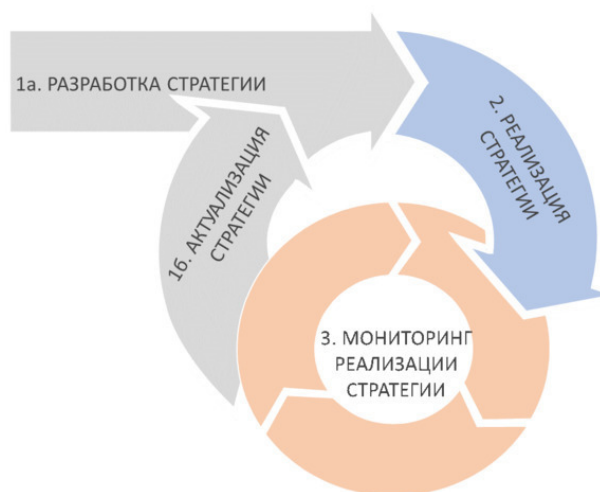 1а. РАЗРАБОТКА СТРАТЕГИИ
2. РЕАЛИЗАЦИЯ
СТРАТЕГИИ
1б. АКТУАЛИЗАЦИЯ
СТРАТЕГИИ
3. МОНИТОРИНГ
РЕАЛИЗАЦИИ
СТРАТЕГИИ